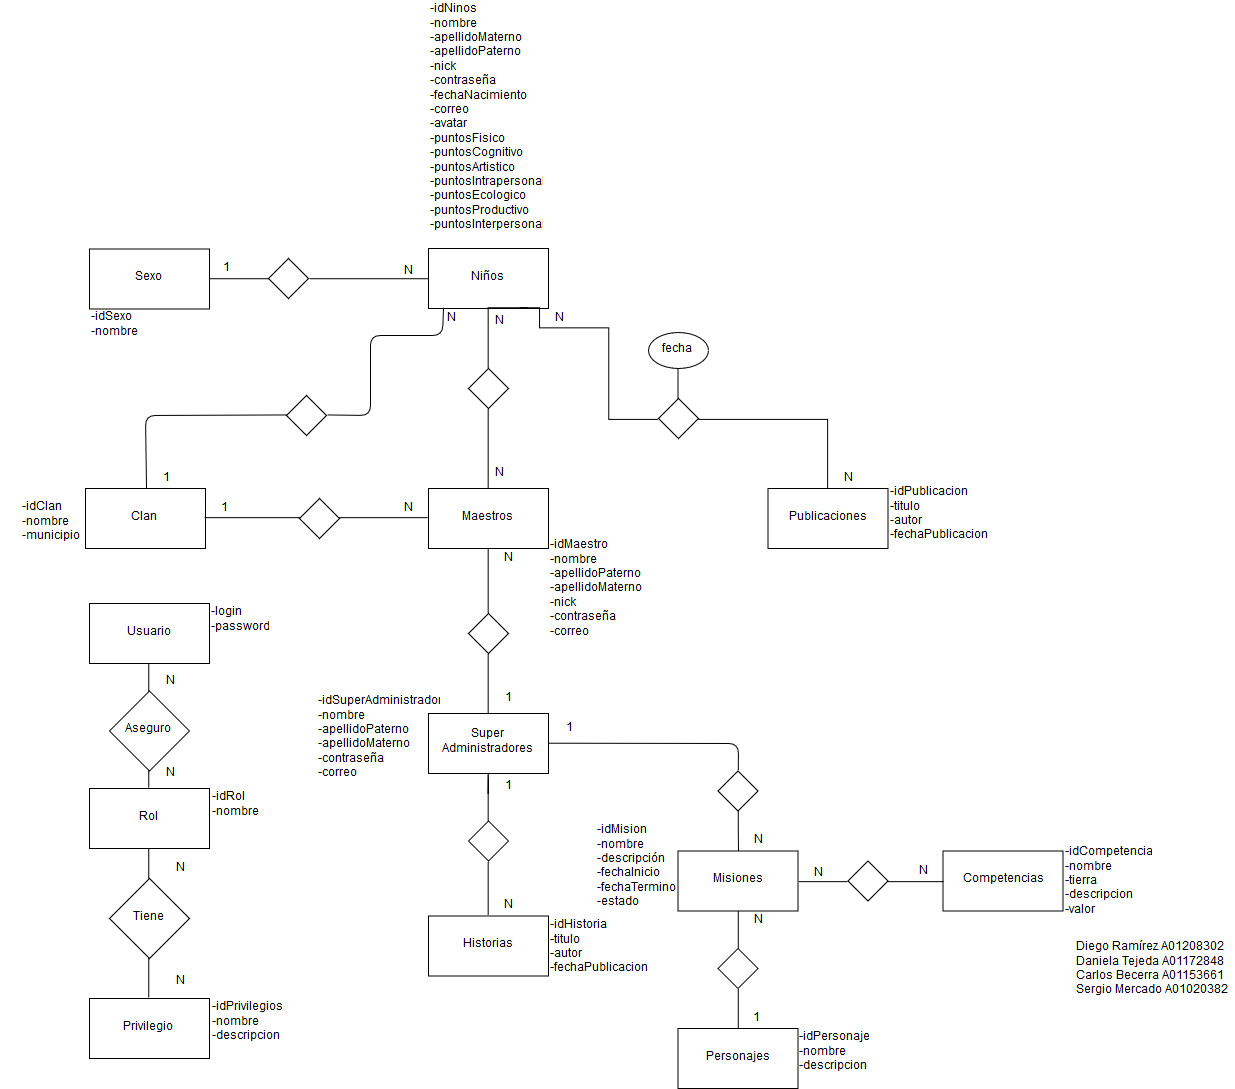 -idNinos
-nombre
-apellidoMaterno
-apellidoPaterno
-nick
-contraseña
-fechaNacimiento
-correo
-avatar
-puntosFisico
-puntosCognitivo
-puntosArtistico
-puntosIntrapersonal
-puntosEcologico
-puntosProductivo
-puntosInterpersonal
Sexo
1
N
Niños
-idSexo
-nombre
N
N
N
fecha
1
N
N
-idClan
-nombre
-municipio
Clan
1
N
Maestros
Publicaciones
-idPublicacion
-titulo
-autor
-fechaPublicacion
N
-idMaestro
-nombre
-apellidoPaterno
-apellidoMaterno
-nick
-contraseña
-correo
Usuario
-login
-password
N
Aseguro
N
1
-idSuperAdministrador
-nombre
-apellidoPaterno
-apellidoMaterno
-contraseña
-correo
Super
Administradores
1
1
Rol
-idRol
-nombre
N
Tiene
N
N
-idMision
-nombre
-descripción
-fechaInicio
-fechaTermino
-estado
Misiones
N
N
Competencias
-idCompetencia
-nombre
-tierra
-descripcion
-valor
N
Historias
-idHistoria
-titulo
-autor
-fechaPublicacion
N
Diego Ramírez A01208302
Daniela Tejeda A01172848
Carlos Becerra A01153661
Sergio Mercado A01020382
Privilegio
-idPrivilegios
-nombre
-descripcion
1
Personajes
-idPersonaje
-nombre
-descripcion